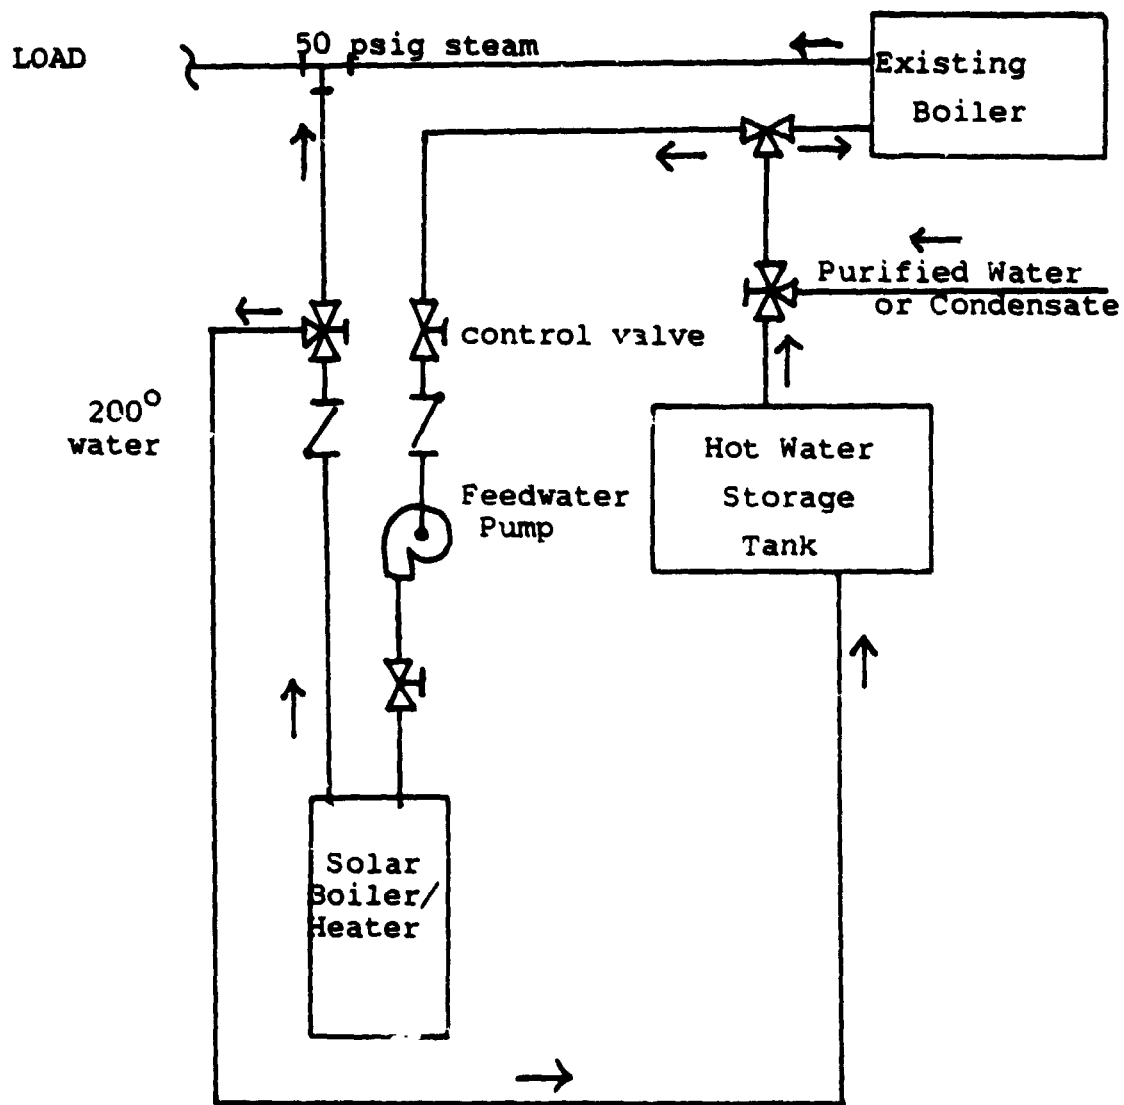 LOAD
50 psig steam
Existing
Boiler
Purified Water
or Condensate
control valve
200°
water
Hot Water
Storage
Tank
Feedwater
Pump
Solar
Boiler/
Heater